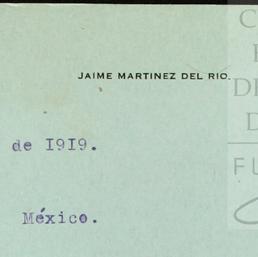 JAIME MARTINEZ DEL RIO.
de 1919.
México.